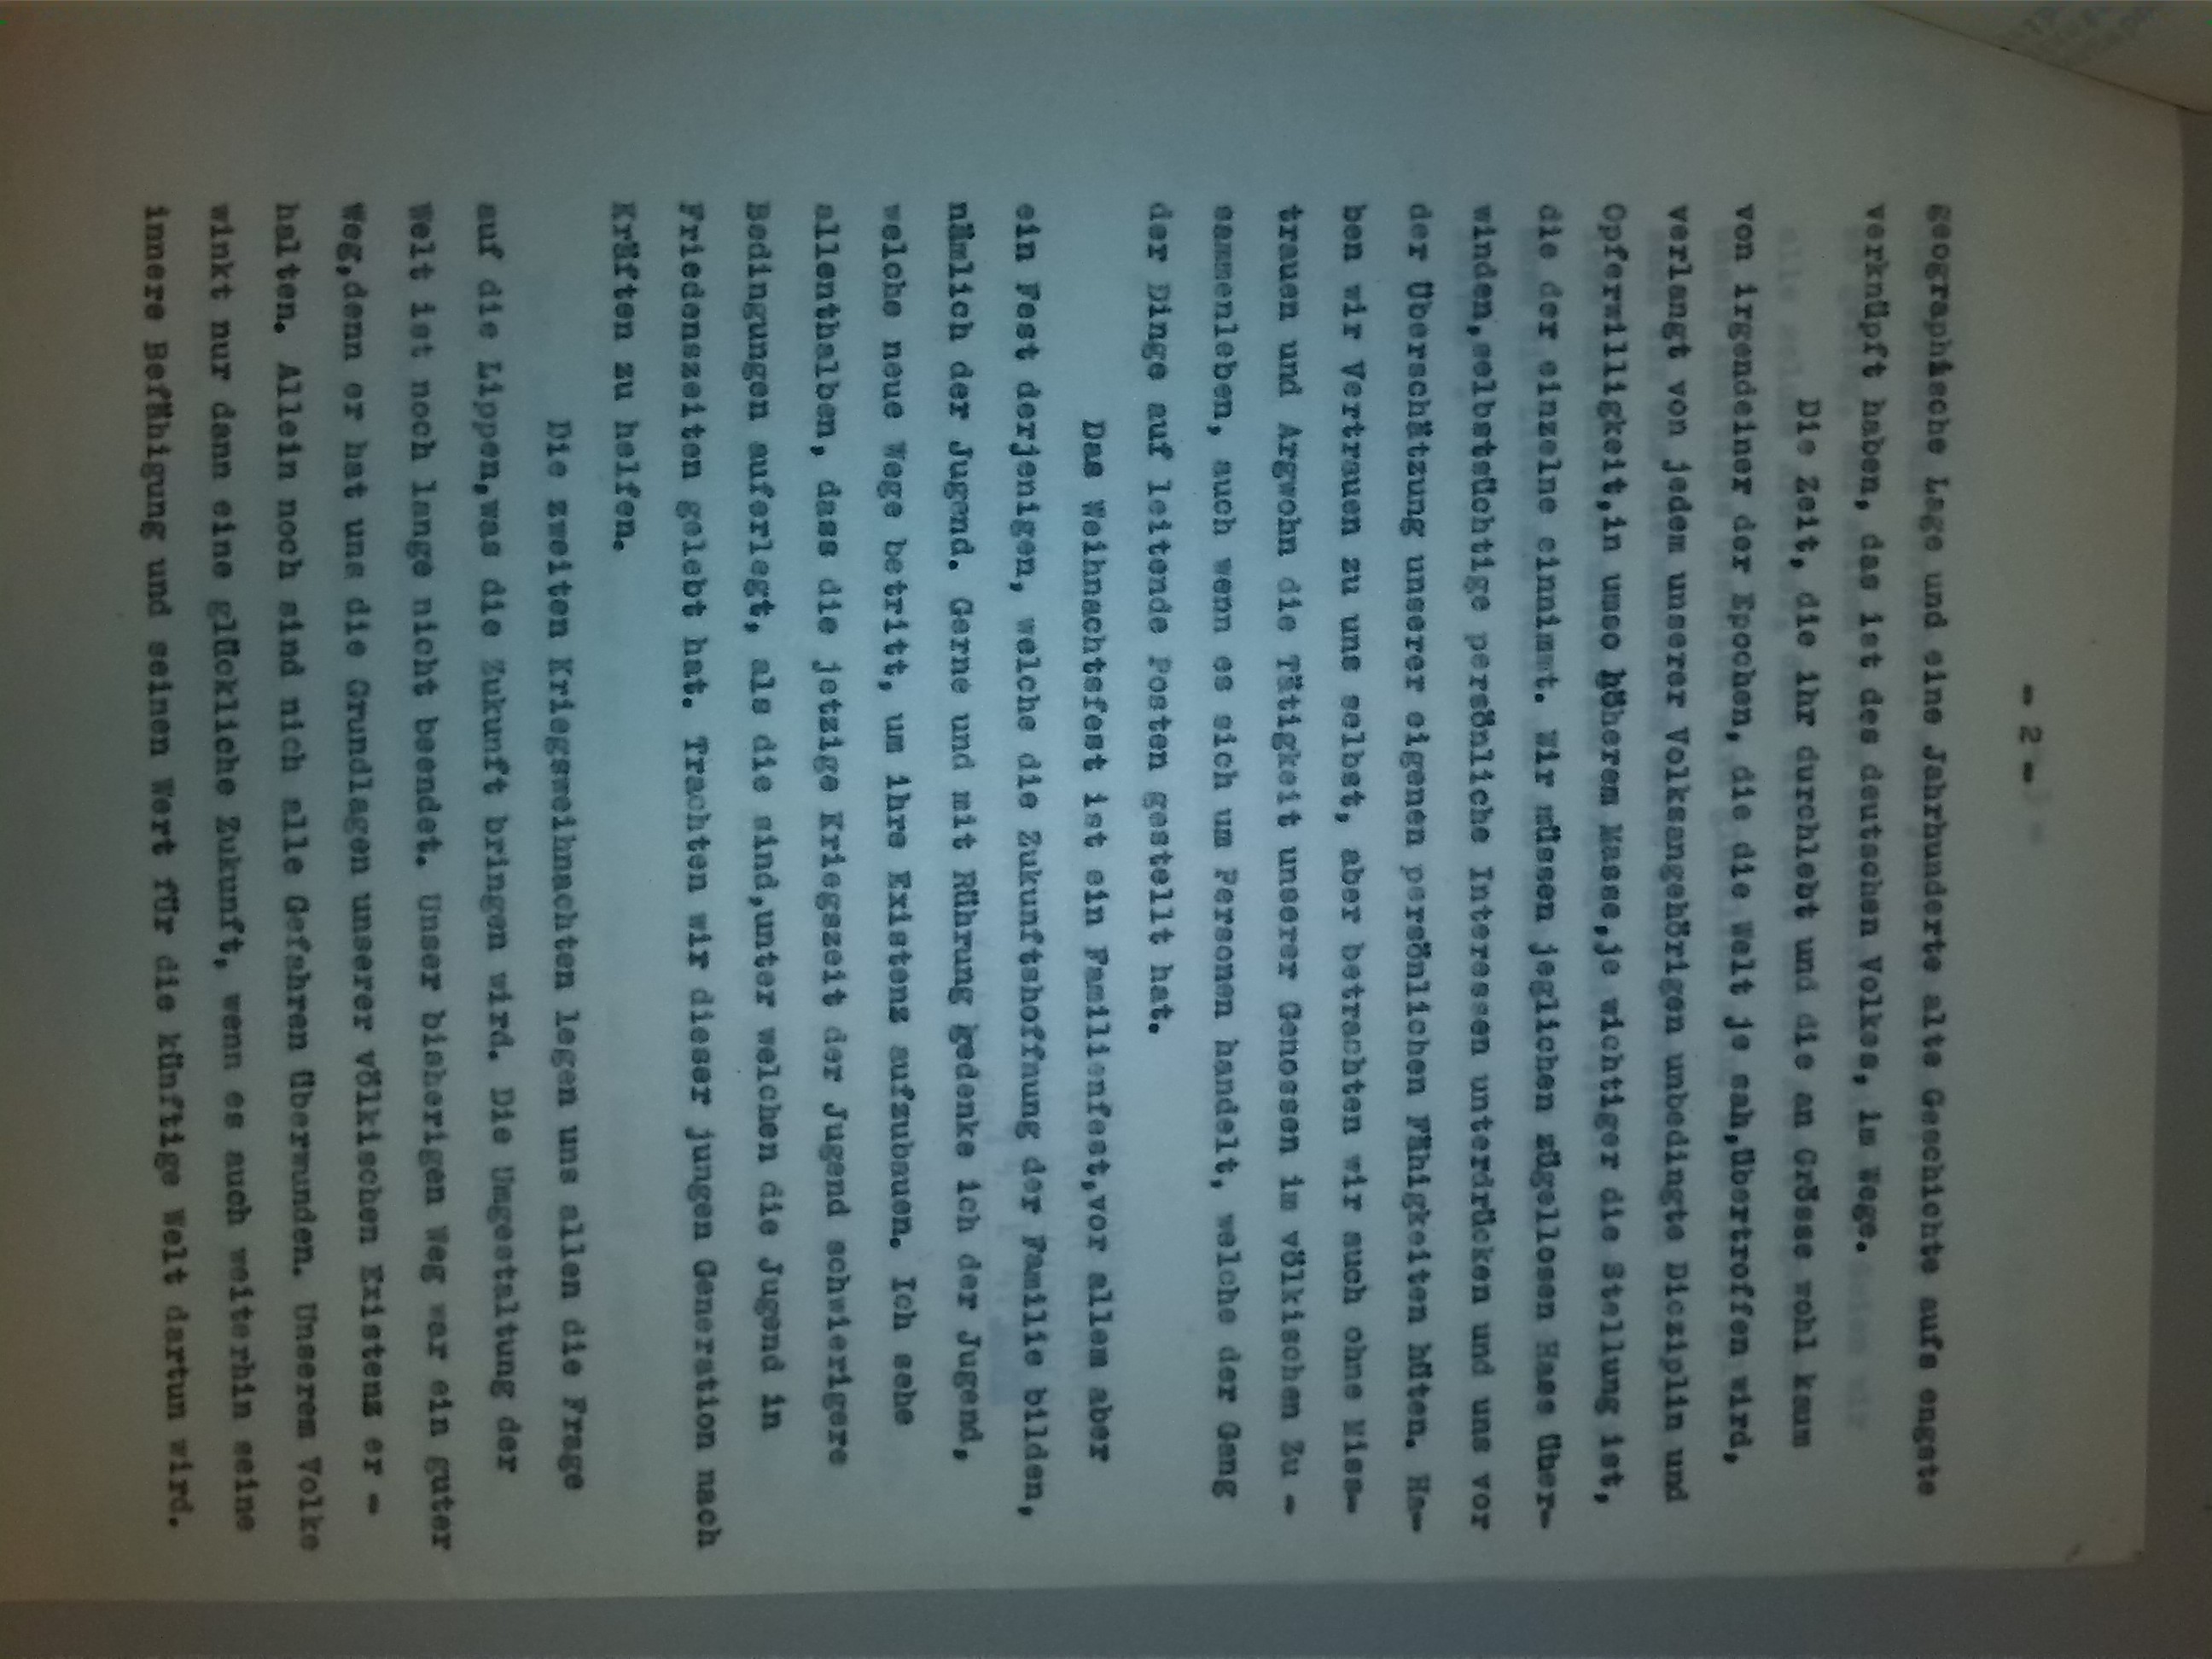 - 2 -
geographische Lage und eine Jahrhunderte alte Geschichte aufs engste
verknüpft haben, das ist des deutschen Volkes, im Wege.
Die Zeit, die ihr durchlebt und die an Grösse wohl kaum
von irgendeiner der Epochen, die die Welt je sah,übertroffen wird,
verlangt von jedem unserer Volksangehörigen unbedingte Disziplin und
Opferwilligkeit,in umso höherem Masse,je wichtiger die Stellung ist,
die der einzelne einnimmt. Wir müssen jeglichen zügellosen Hass über-
winden,selbstsüchtige persönliche Interessen unterdrücken und uns vor
der Überschätzung unserer eigenen persönlichen Fähigkeiten hüten. Ha-
ben wir Vertrauen zu uns selbst, aber betrachten wir auch ohne Miss-
trauen und Argwohn die Tätigkeit unserer Genossen im völkischen Zu -
sammenleben, auch wenn es sich um Personen handelt, welche der Gang
der Dinge auf leitende Posten gestellt hat.
Das Weihnachtsfest ist ein Familienfest,vor allem aber
ein Fest derjenigen, welche die Zukunftshoffnung der Familie bilden,
nämlich der Jugend. Gerne und mit Rührung gedenke ich der Jugend,
welche neue Wege betritt, um ihre Existenz aufzubauen. Ich sehe
allenthalben, dass die jetzige Kriegszeit der Jugend schwierigere
Bedingungen auferlegt, als die sind,unter welchen die Jugend in
Friedenszeiten gelebt hat. Trachten wir dieser jungen Generation nach
Kräften zu helfen.
Die zweiten Kriegsweihnachten legen uns allen die Frage
auf die Lippen,was die Zukunft bringen wird. Die Umgestaltung der
Welt ist noch lange nicht beendet. Unser bisherigen Weg war ein guter
Weg,denn er hat uns die Grundlagen unserer völkischen Existenz er -
halten. Allein noch sind nich alle Gefahren überwunden. Unserem Volke
winkt nur dann eine glückliche Zukunft, wenn es auch weiterhin seine
innere Befähigung und seinen Wert für die künftige Welt dartun wird.